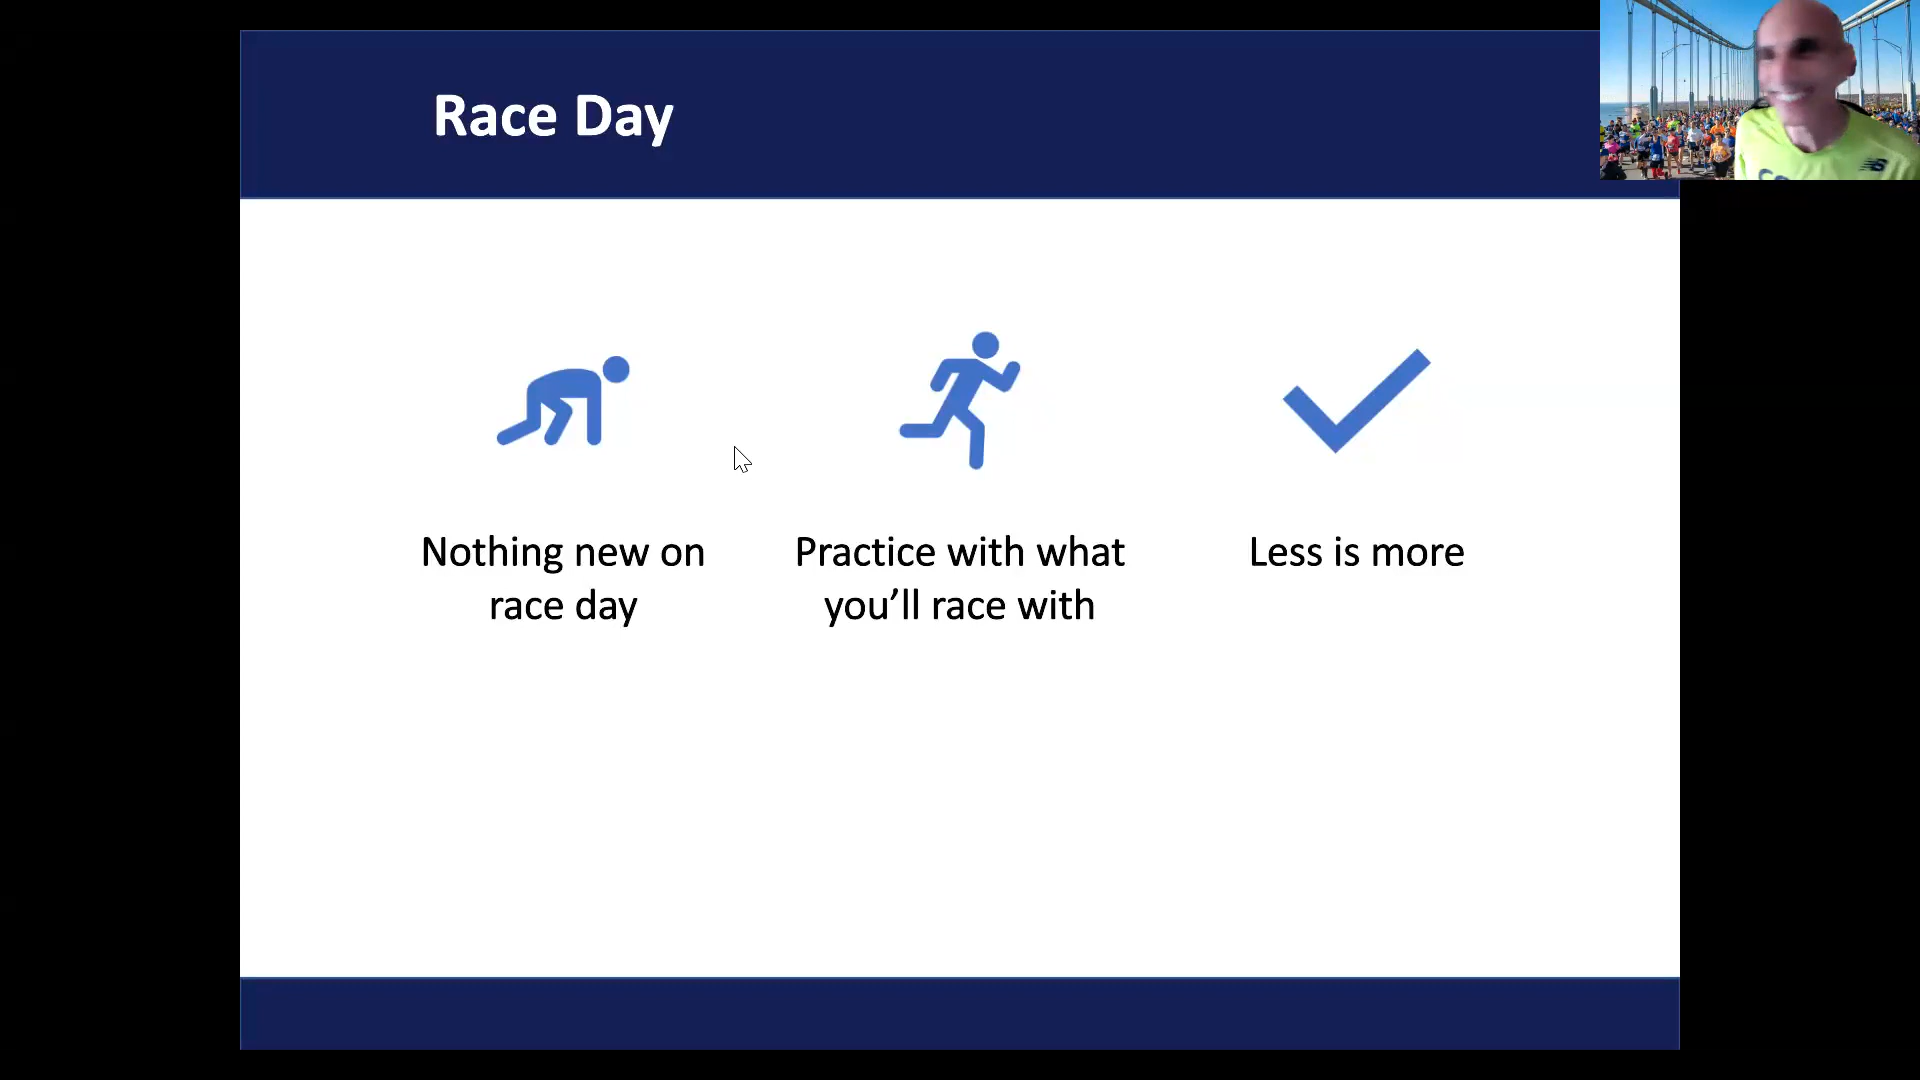 Race Day
Nothing new on
race day
Practice with what
you’ll race with
Less is more